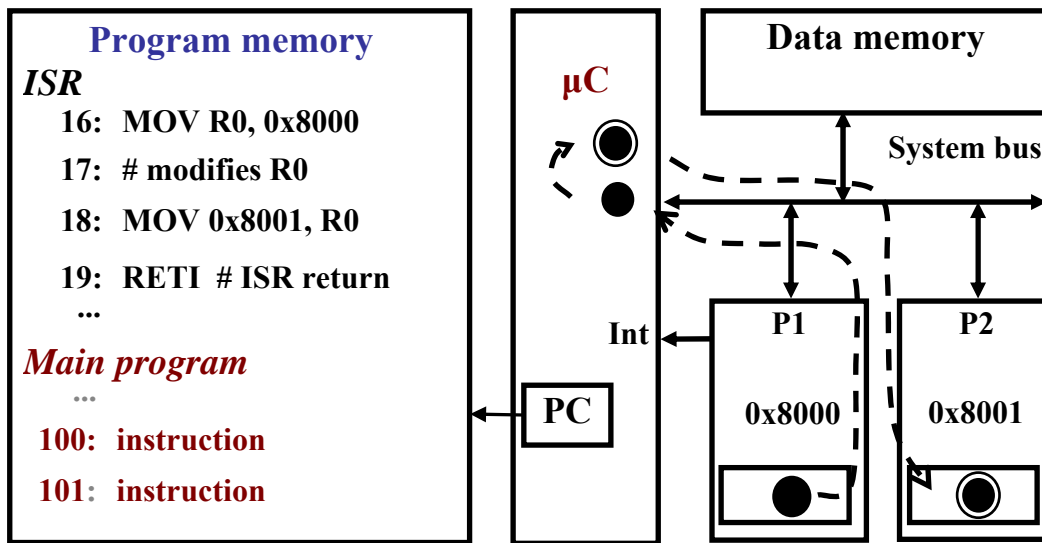 Program memory
ISR
16: MOV R0, 0x8000
17: # modifies R0
18: MOV 0x8001, R0
19: RETI # ISR return
...
Main program
...
100: instruction
101: instruction
μC
Int
PC
Data memory
System bus
P1
0x8000
P2
0x8001